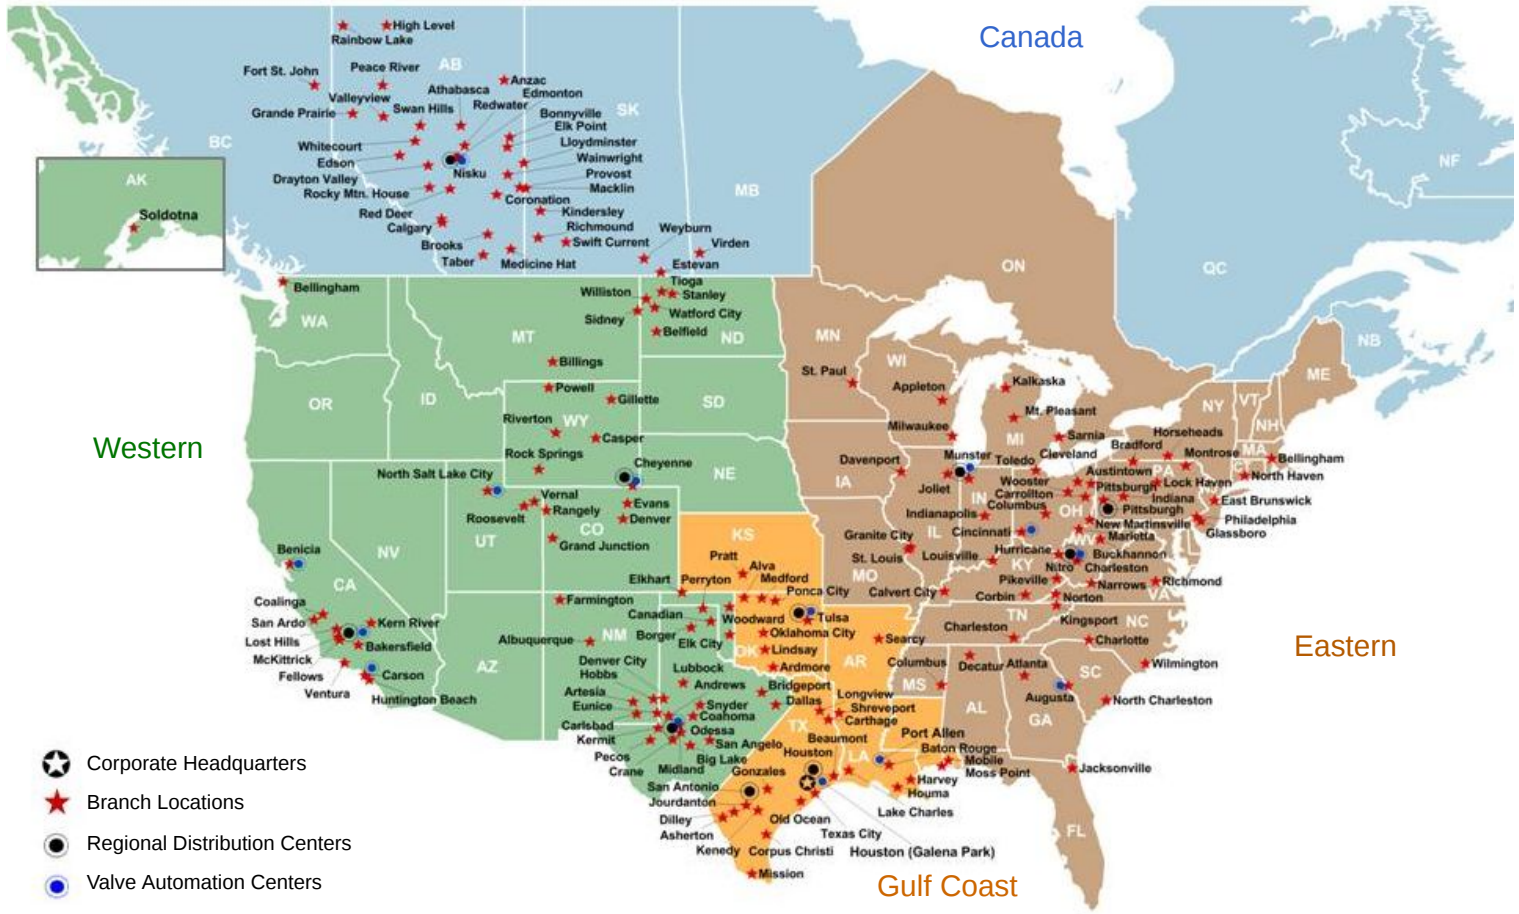 Canada
High Level
Rainbow Lake
AB
Fort St. John
Peace River
Anzac
Athabasca
Edmonton
Valleyview
Swan Hills
Redwater
Bonnyville
SK
Grande Prairie
Elk Point
BC
Whitecourt
Lloydminster
Edson
Wainwright
NF
Drayton Valley
Nisku
Provost
AK
Rocky Mtn. House
Macklin
MB
Coronation
Soldotna
Red Deer
Kindersley
Calgary
Richmound
Weyburn
Brooks
Swift Current
Virden
Taber
Medicine Hat
Estevan
ON
QC
Tioga
Bellingham
Williston
Stanley
WA
Sidney
Watford City
MT
Belfield
ND
MN
NB
WI
Billings
St. Paul
ME
Powell
Appleton
Kalkaska
OR
ID
Gillette
SD
NY
VT
WY
Mt. Pleasant
Riverton
Milwaukee
NH
Western
Casper
MI
Sarnia
Horseheads
Bradford
Rock Springs
Cheyenne
Munster
Toledo
Cleveland
Montrose
MA
Bellingham
Davenport
Austintown
PA
North Salt Lake City
NE
IA
Joliet
Wooster
Pittsburgh
Lock Haven
North Haven
Vernal
IN
Carrollton
Indiana
East Brunswick
Roosevelt
Rangely
Evans
Indianapolis
Columbus
OH
Pittsburgh
Denver
New Martinsville
Philadelphia
CO
KS
Granite City
IL
Cincinnati
Marietta
Glassboro
UT
Grand Junction
WV
NV
Benicia
Pratt
St. Louis
Louisville
Hurricane
Buckhannon
Alva
KY
Nitro
Charleston
CA
Elkhart
Perryton
Medford
MO
Pikeville
Narrows
Richmond
Ponca City
Calvert City
Corbin
Norton
VA
Coalinga
Farmington
Canadian
Woodward
Tulsa
TN
Kingsport
San Ardo
Kern River
Borger
Oklahoma City
Charleston
NC
Lost Hills
Bakersfield
Albuquerque
NM
Elk City
Searcy
Charlotte
Eastern
McKittrick
OK
Lindsay
AZ
Denver City
AR
Columbus
Decatur
Atlanta
Wilmington
Fellows
Carson
Hobbs
Lubbock
Ardmore
SC
Ventura
Huntington Beach
Artesia
Andrews
Bridgeport
MS
Augusta
North Charleston
Eunice
Snyder
Dallas
Longview
AL
Carlsbad
Coahoma
Shreveport
GA
Kermit
Odessa
TX
Carthage
Pecos
San Angelo
Beaumont
Port Allen
Crane
Big Lake
Houston
LA
Baton Rouge
Midland
Gonzales
Mobile
Corporate Headquarters
San Antonio
Moss Point
Jacksonville
Harvey
Branch Locations
Jourdanton
Houma
Dilley
Old Ocean
Lake Charles
Asherton
Texas City
FL
Regional Distribution Centers
Kenedy
Corpus Christi
Houston (Galena Park)
Mission
Valve Automation Centers
Gulf Coast